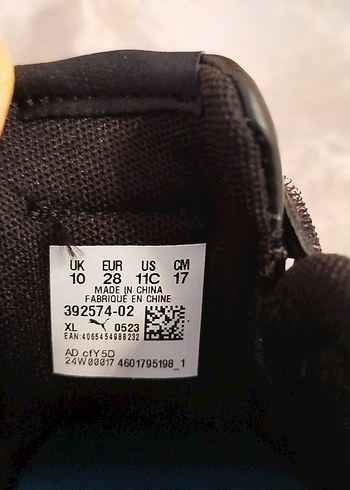 UK EUR US CM
10 28 11C 17
MADE IN CHINA
FABRIQUÉ EN CHINE
392574-02
XL 0523
EAN:4065454988232
AD cfY5D
24W00017 4601795198_1